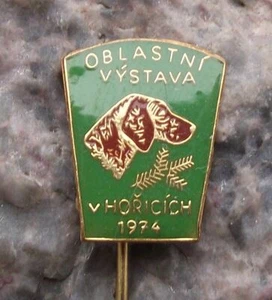 OBLASTNÍ
VÝSTAVA
V HOŘICÍCH
1974